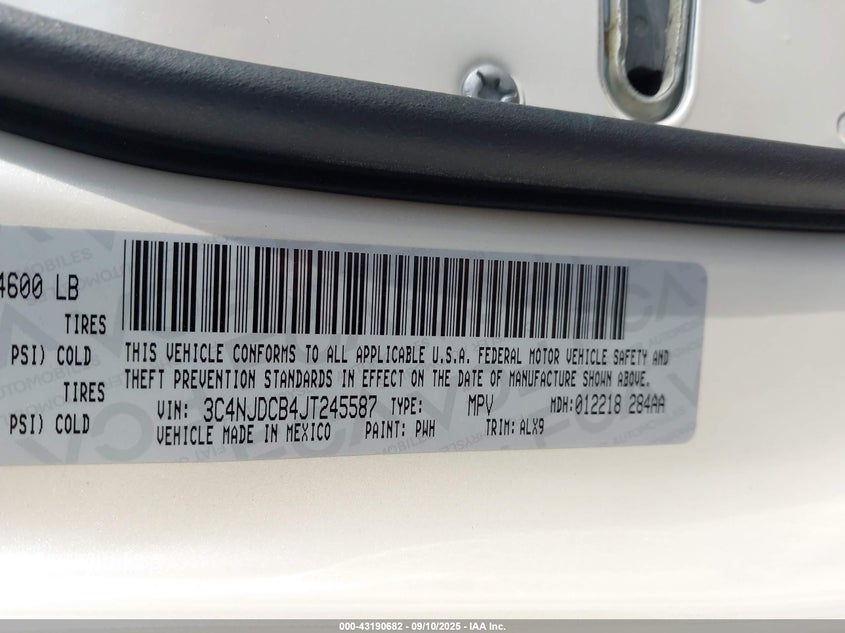 4600 LB
TIRES
PSI) COLD
TIRES
PSI) COLD
THIS VEHICLE CONFORMS TO ALL APPLICABLE U.S.A. FEDERAL MOTOR VEHICLE SAFETY AND
THEFT PREVENTION STANDARDS IN EFFECT ON THE DATE OF MANUFACTURE SHOWN ABOVE.
VIN: 3C4NJDCB4JT245587 TYPE: MPV MDH:012218 284AA
VEHICLE MADE IN MEXICO PAINT: PWH TRIM: ALX9
000-43190682 - 09/10/2025 - IAA Inc.